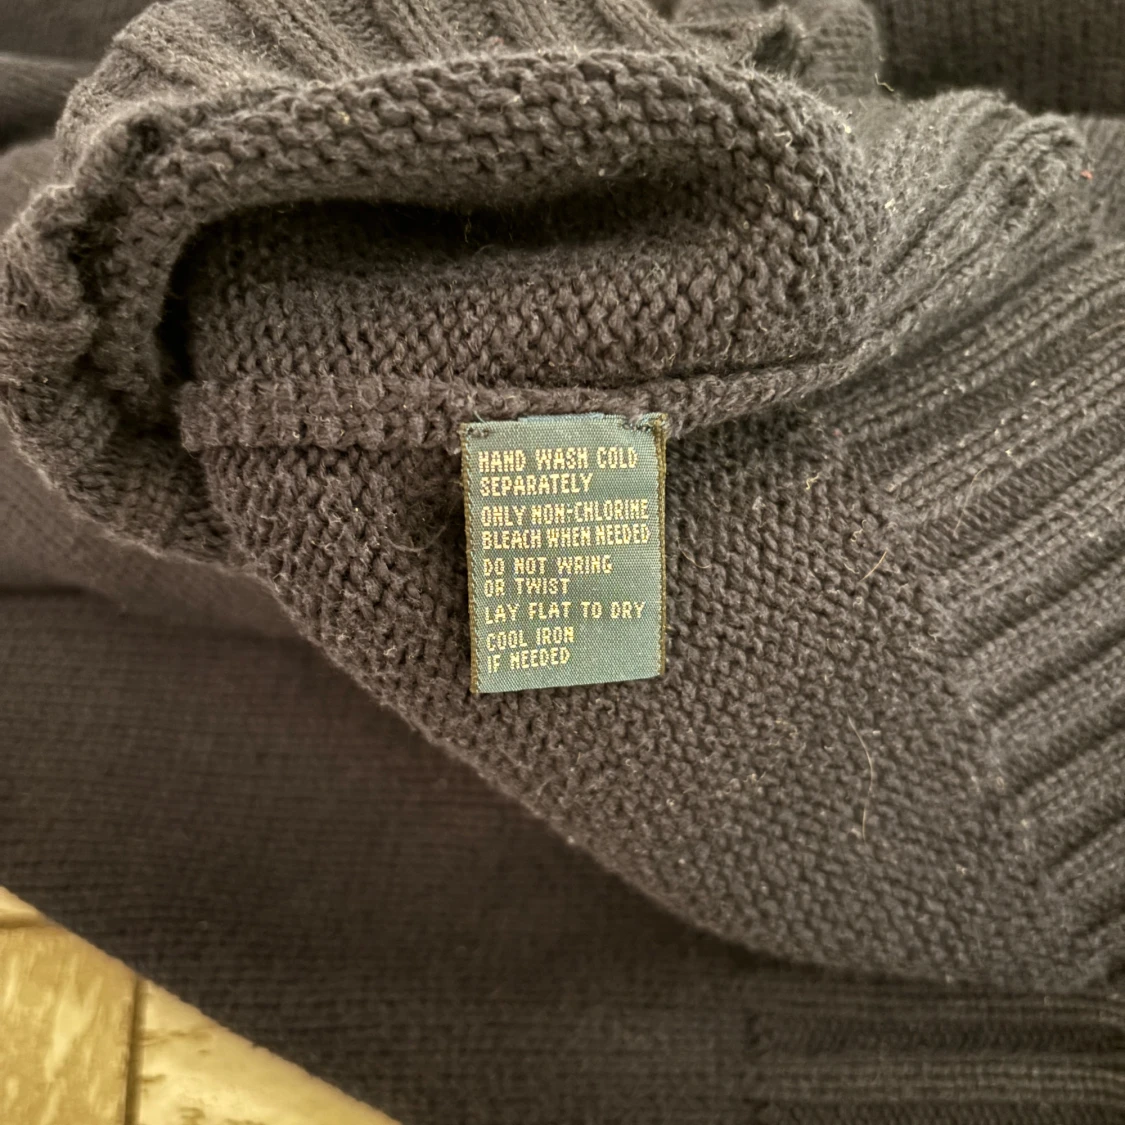 HAND WASH COLD
SEPARATELY
ONLY NON-CHLORINE
BLEACH WHEN NEEDED
DO NOT WRING
OR TWIST
LAY FLAT TO DRY
COOL IRON
IF NEEDED